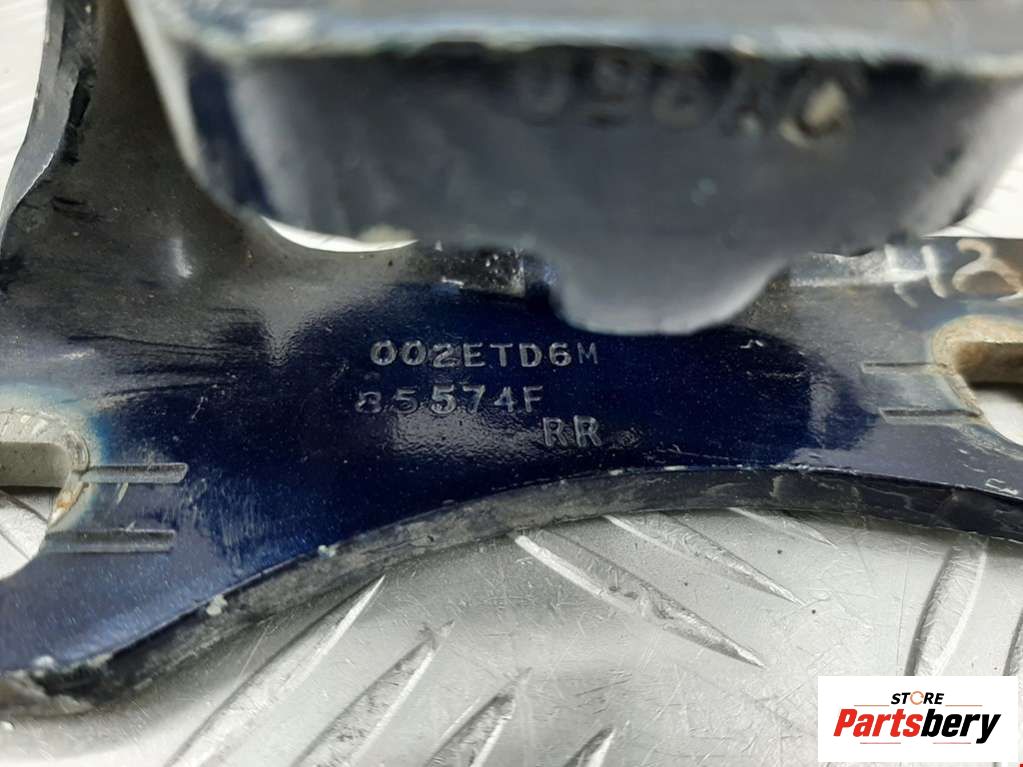 002ETD6M
85574F
RR
STORE
Partsbery